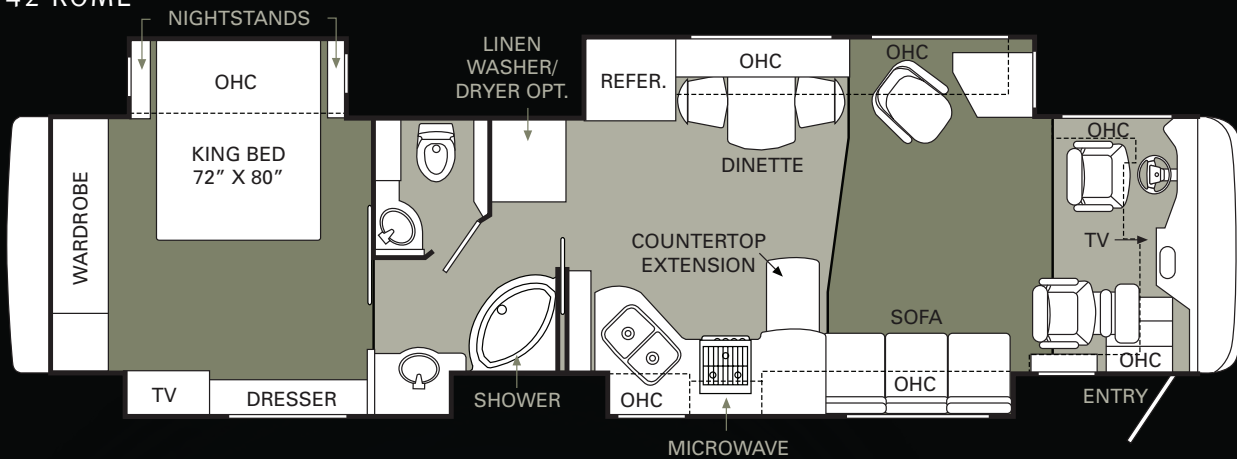 42 ROME
NIGHTSTANDS
OHC
KING BED
72” X 80”
WARDROBE
TV
DRESSER
LINEN
WASHER/
DRYER OPT.
SHOWER
REFER.
OHC
DINETTE
COUNTERTOP
EXTENSION
OHC
MICROWAVE
OHC
SOFA
OHC
OHC
TV
OHC
ENTRY